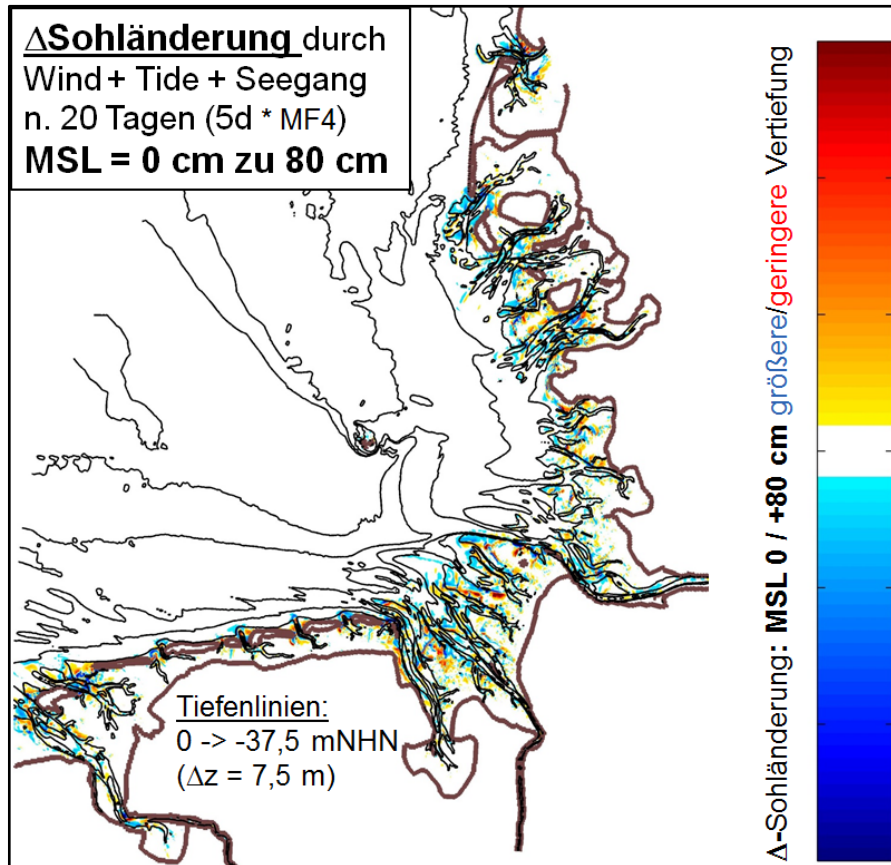 ΔSohländerung durch
Wind + Tide + Seegang
n. 20 Tagen (5d * MF4)
MSL = 0 cm zu 80 cm
Tiefenlinien:
0 -> -37,5 mNHN
(Δz = 7,5 m)
Δ-Sohländerung: MSL 0 / +80 cm größere/geringere Vertiefung